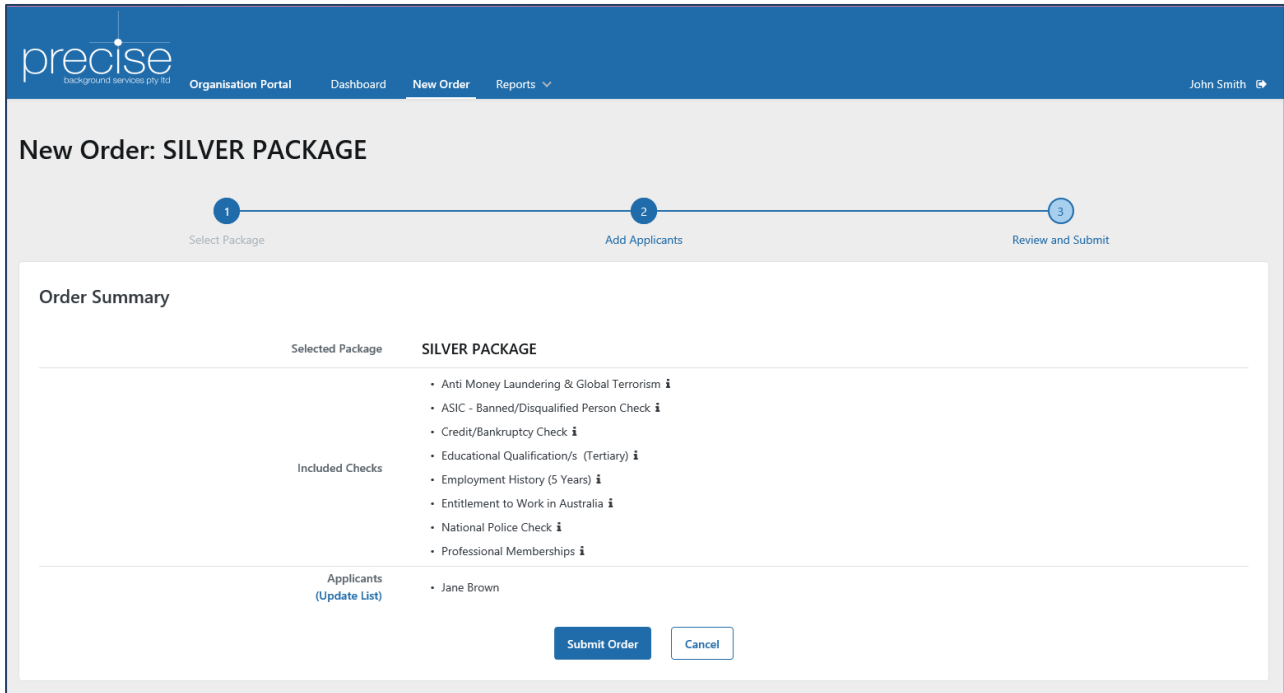 precise
background services pty ltd
Organisation Portal Dashboard New Order Reports John Smith
New Order: SILVER PACKAGE
1 2 3
Select Package Add Applicants Review and Submit
Order Summary
Selected Package SILVER PACKAGE
• Anti Money Laundering & Global Terrorism i
• ASIC - Banned/Disqualified Person Check i
• Credit/Bankruptcy Check i
• Educational Qualification/s (Tertiary) i
Included Checks
• Employment History (5 Years) i
• Entitlement to Work in Australia i
• National Police Check i
• Professional Memberships i
Applicants
(Update List)
• Jane Brown
Submit Order Cancel